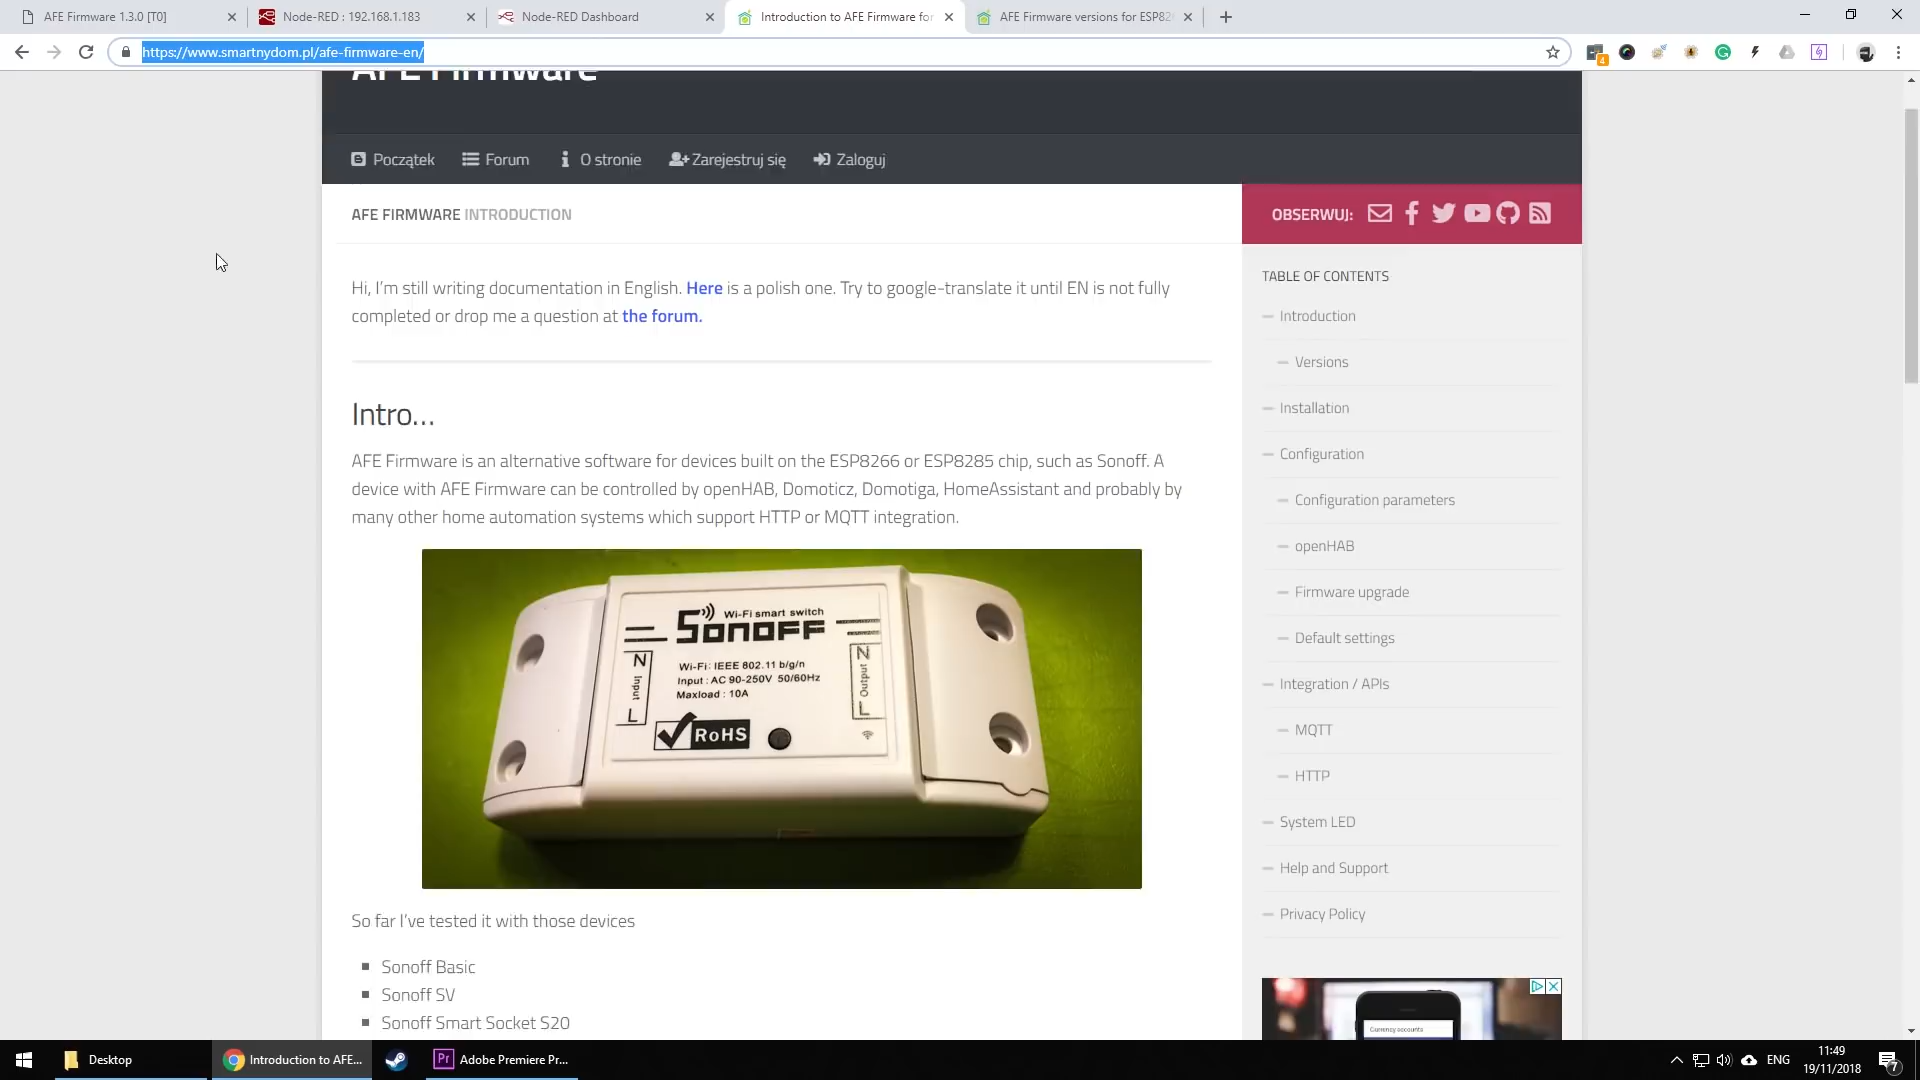 AFE Firmware 1.3.0 [T0]
Node-RED : 192.168.1.183
Node-RED Dashboard
Introduction to AFE Firmware for
AFE Firmware versions for ESP826
https://www.smartnydom.pl/afe-firmware-en/
4
AFE Firmware
Początek
Forum
O stronie
Zarejestruj się
Zaloguj
AFE FIRMWARE INTRODUCTION
OBSERWUJ:
Hi, I’m still writing documentation in English. Here is a polish one. Try to google-translate it until EN is not fully
completed or drop me a question at the forum.
Intro…
AFE Firmware is an alternative software for devices built on the ESP8266 or ESP8285 chip, such as Sonoff. A
device with AFE Firmware can be controlled by openHAB, Domoticz, Domotiga, HomeAssistant and probably by
many other home automation systems which support HTTP or MQTT integration.
Wi-Fi smart switch
SONOFF
N
Input
L
Wi-Fi: IEEE 802.11 b/g/n
Input : AC 90-250V 50/60Hz
Maxload : 10A
RoHS
N
Output
L
So far I’ve tested it with those devices
Sonoff Basic
Sonoff SV
Sonoff Smart Socket S20
TABLE OF CONTENTS
Introduction
Versions
Installation
Configuration
Configuration parameters
openHAB
Firmware upgrade
Default settings
Integration / APIs
MQTT
HTTP
System LED
Help and Support
Privacy Policy
Currency accounts
Desktop
Introduction to AFE...
Pr
Adobe Premiere Pr...
ENG
11:49
19/11/2018
7